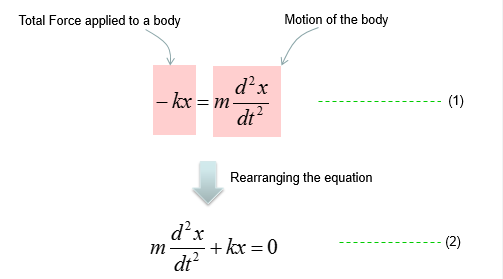 Total Force applied to a body
Motion of the body
−kx = m d²x/dt² (1)
Rearranging the equation
m d²x/dt² + kx = 0 (2)